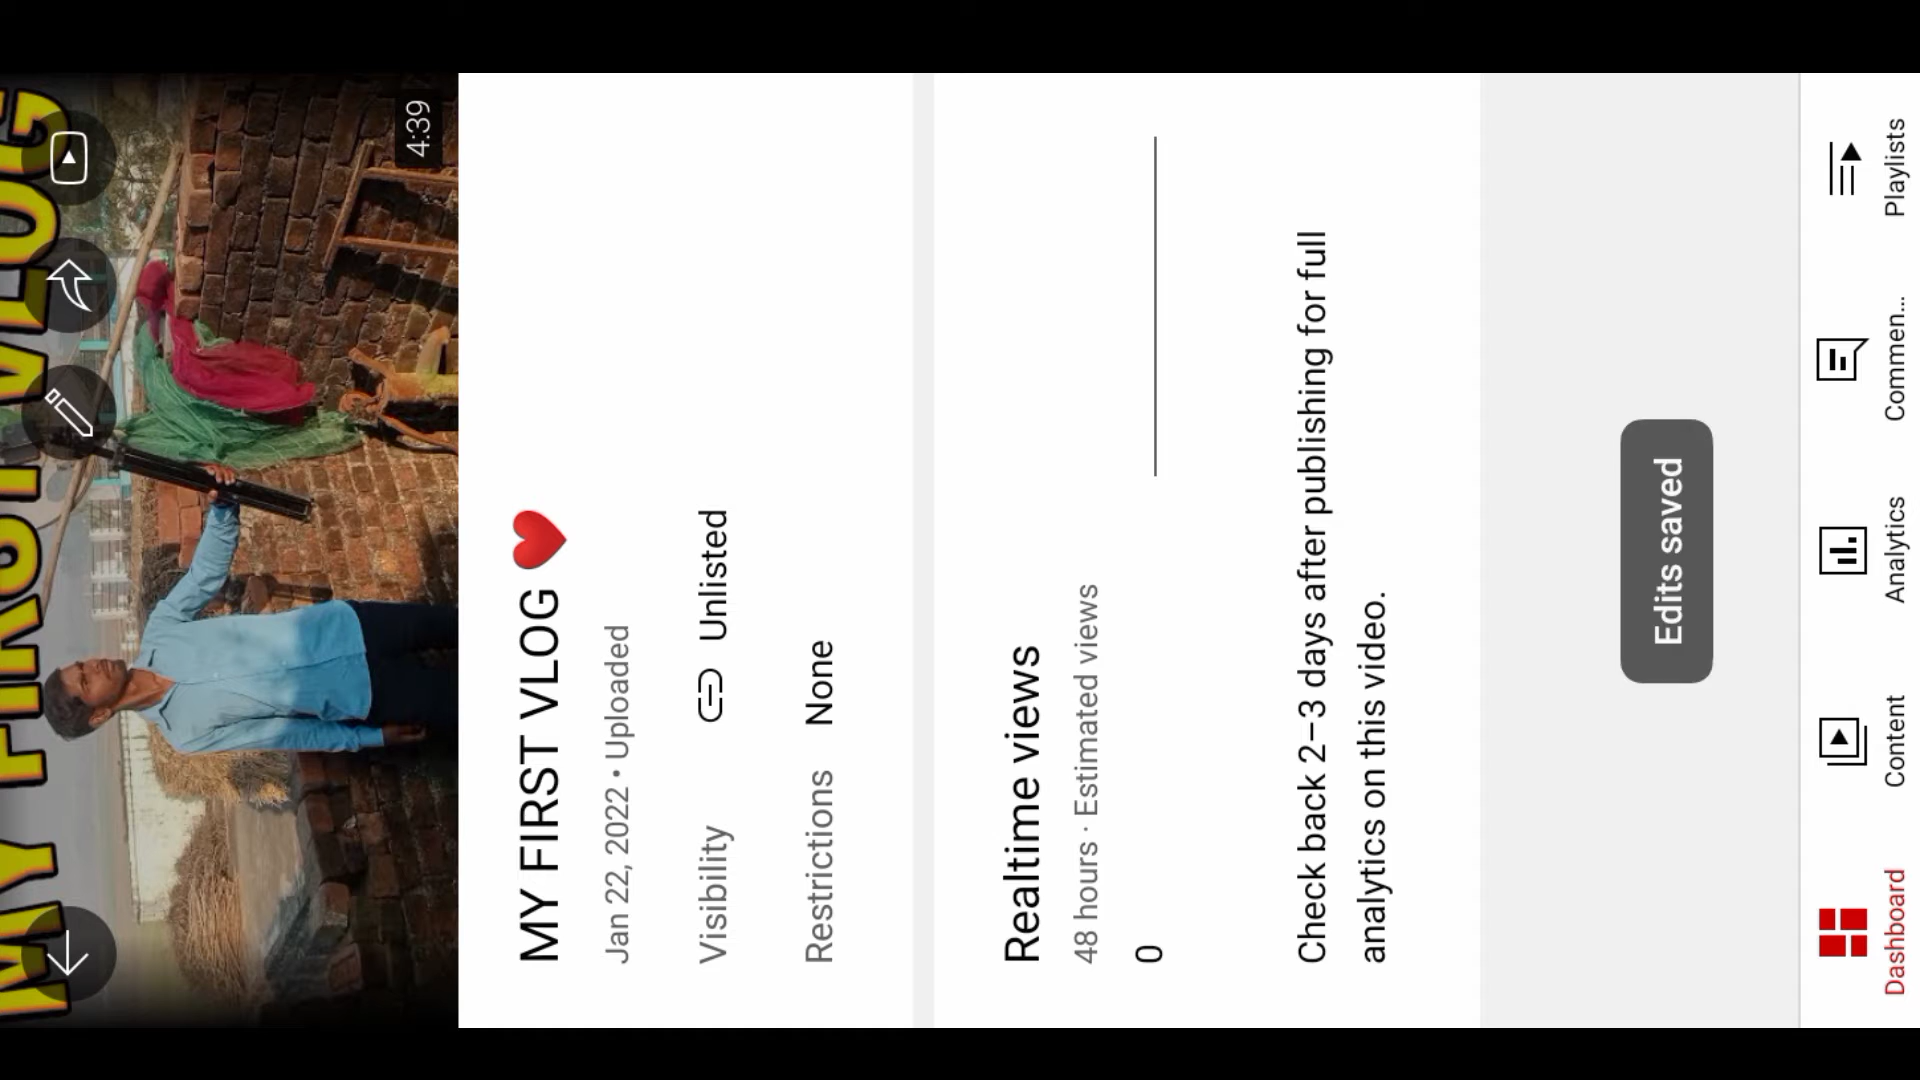 MY FIRST VLOG
4:39
MY FIRST VLOG ❤️
Jan 22, 2022 • Uploaded
Visibility Unlisted
Restrictions None
Realtime views
48 hours · Estimated views
0
Check back 2–3 days after publishing for full
analytics on this video.
Edits saved
Dashboard
Content
Analytics
Commen...
Playlists